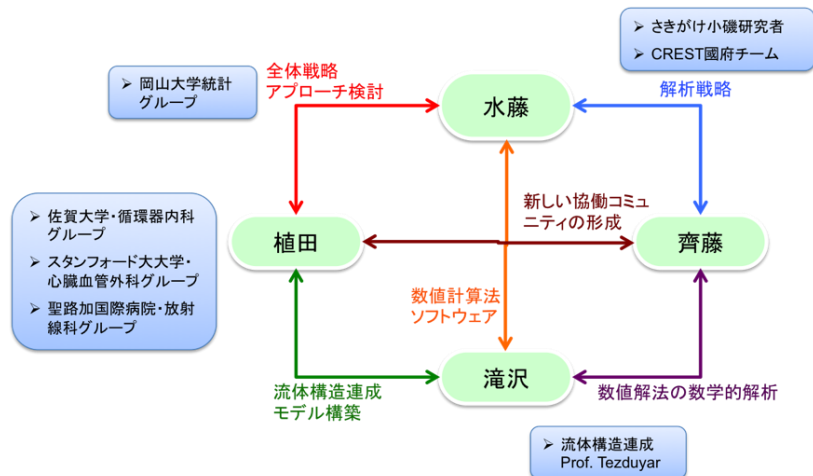 ➢ さきがけ小磯研究者
➢ CREST國府チーム
➢ 岡山大学統計
グループ
全体戦略
アプローチ検討
水藤
解析戦略
➢ 佐賀大学・循環器内科
グループ
➢ スタンフォード大大学・
心臓血管外科グループ
➢ 聖路加国際病院・放射
線科グループ
植田
新しい協働コミュ
ニティの形成
齊藤
数値計算法
ソフトウェア
流体構造連成
モデル構築
滝沢
数値解法の数学的解析
➢ 流体構造連成
Prof. Tezduyar